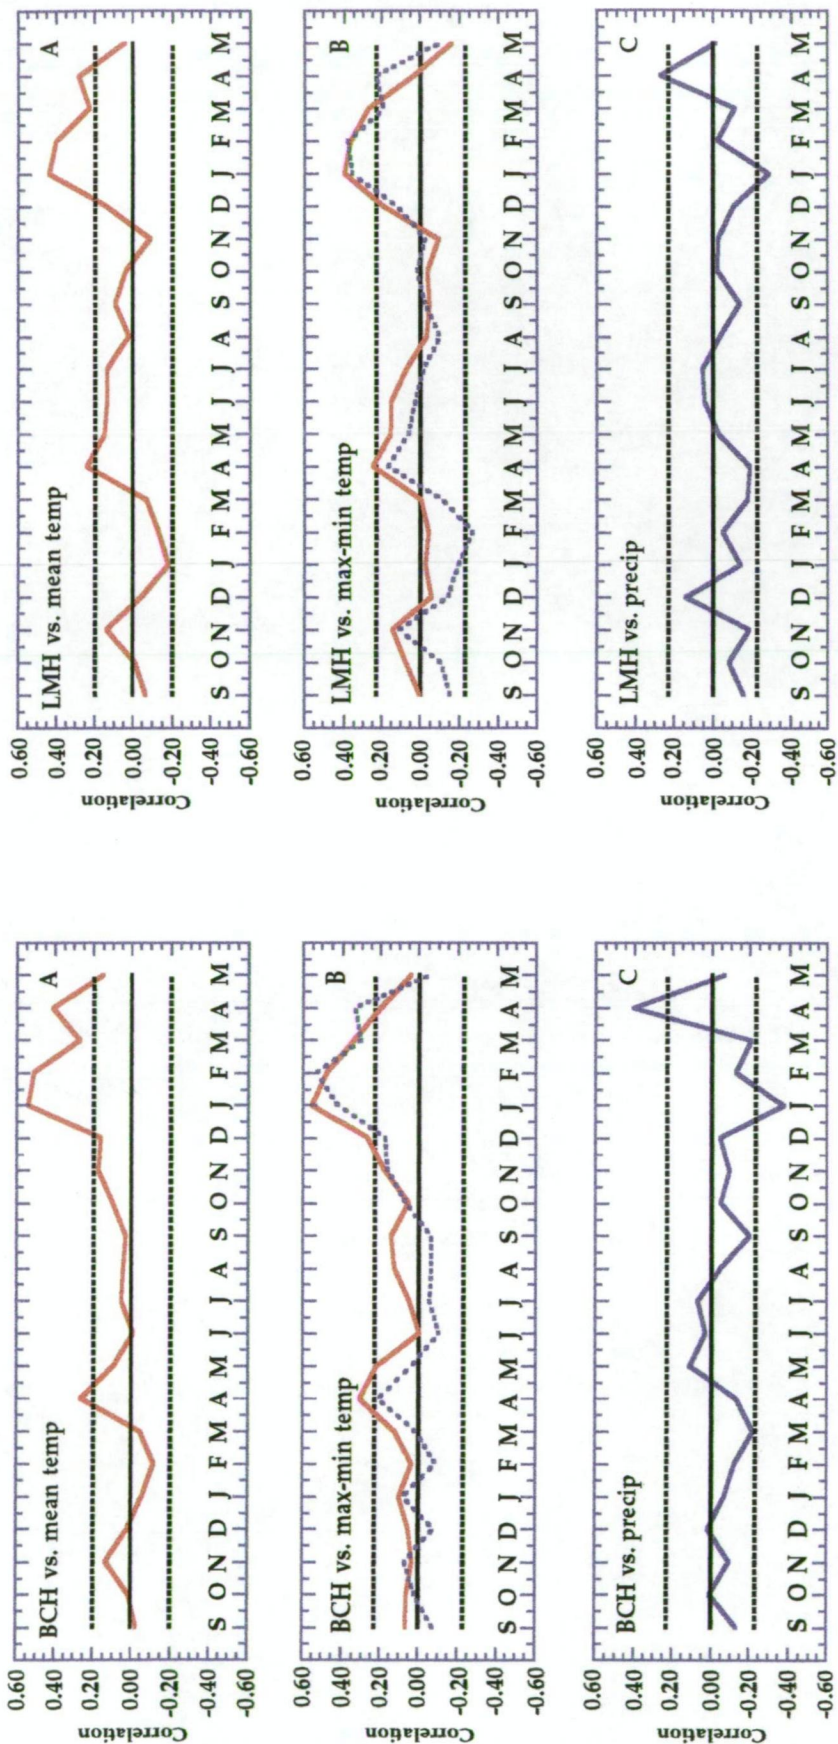 BCH vs. mean temp
A
Correlation
0.60
0.40
0.20
0.00
-0.20
-0.40
-0.60
S O N D J F M A M J J A S O N D J F M A M
LMH vs. mean temp
A
Correlation
0.60
0.40
0.20
0.00
-0.20
-0.40
-0.60
S O N D J F M A M J J A S O N D J F M A M
BCH vs. max-min temp
B
Correlation
0.60
0.40
0.20
0.00
-0.20
-0.40
-0.60
S O N D J F M A M J J A S O N D J F M A M
LMH vs. max-min temp
B
Correlation
0.60
0.40
0.20
0.00
-0.20
-0.40
-0.60
S O N D J F M A M J J A S O N D J F M A M
BCH vs. precip
C
Correlation
0.60
0.40
0.20
0.00
-0.20
-0.40
-0.60
S O N D J F M A M J J A S O N D J F M A M
LMH vs. precip
C
Correlation
0.60
0.40
0.20
0.00
-0.20
-0.40
-0.60
S O N D J F M A M J J A S O N D J F M A M